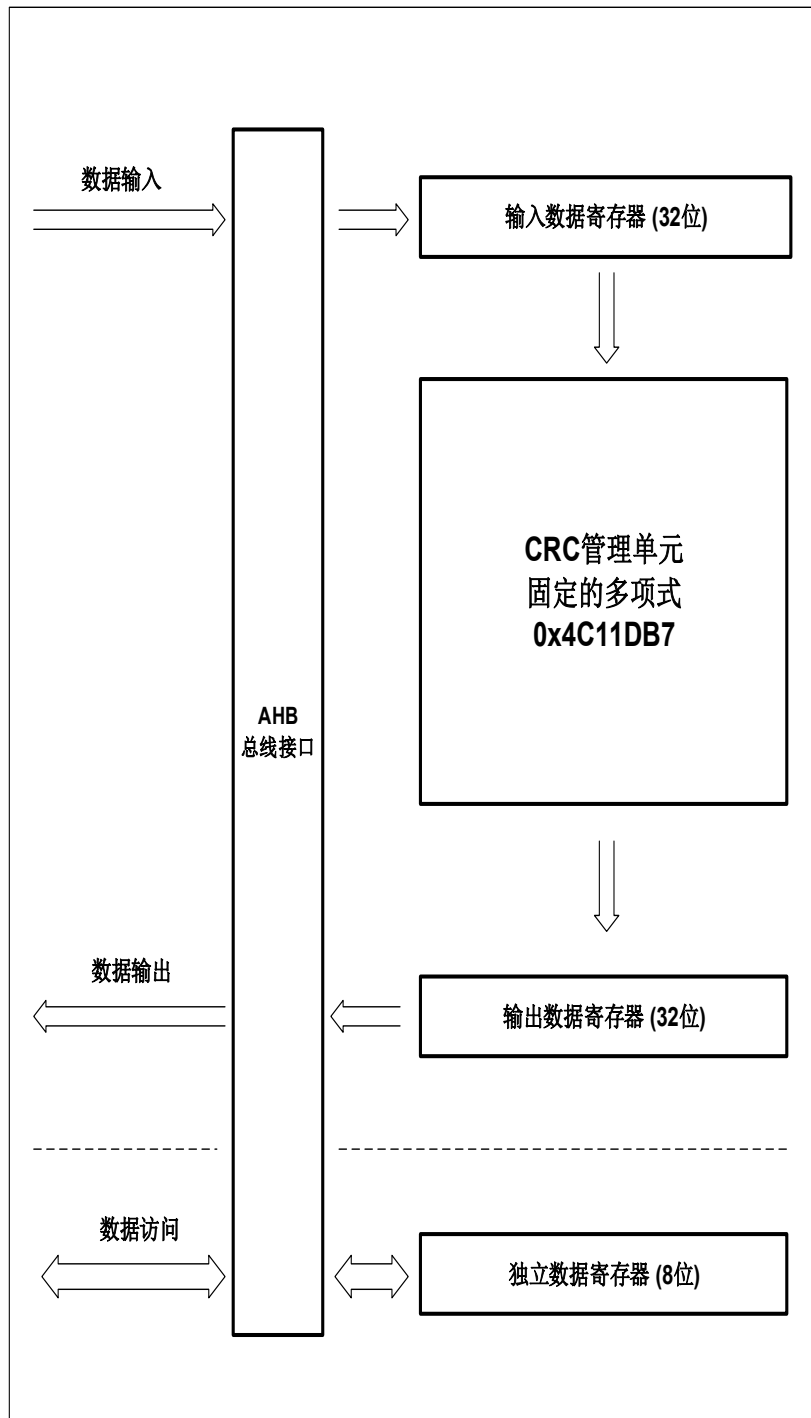 数据输入
输入数据寄存器 (32位)
CRC管理单元
固定的多项式
0x4C11DB7
AHB
总线接口
数据输出
输出数据寄存器 (32位)
数据访问
独立数据寄存器 (8位)